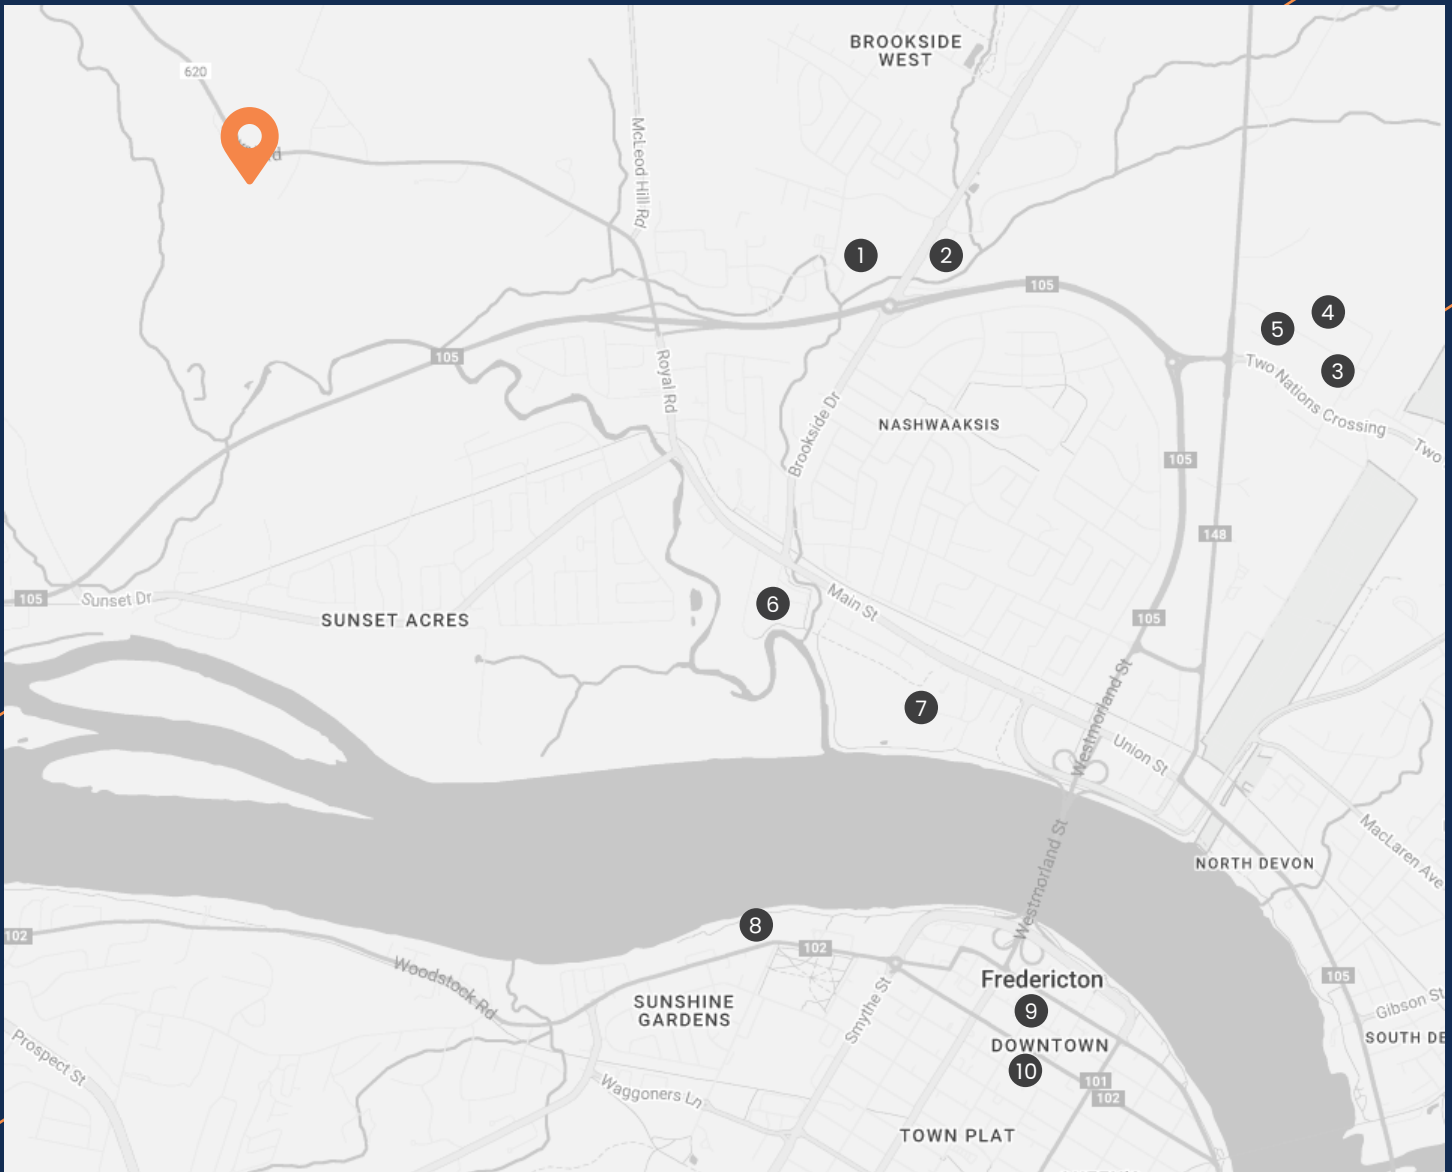 BROOKSIDE
WEST
620
McLeod Hill Rd
1
2
105
4
5
3
Two Nations Crossing
Two
105
Royal Rd
Brookside Dr
NASHWAAKSIS
105
148
105
Sunset Dr
SUNSET ACRES
6
Main St
105
7
Westmorland St
Union St
MacLaren Ave
NORTH DEVON
Westmorland St
8
102
102
Woodstock Rd
Fredericton
105
SUNSHINE
GARDENS
Smythe St
9
Gibson St
DOWNTOWN
SOUTH DE
Prospect St
10
101
102
Waggoners Ln
TOWN PLAT